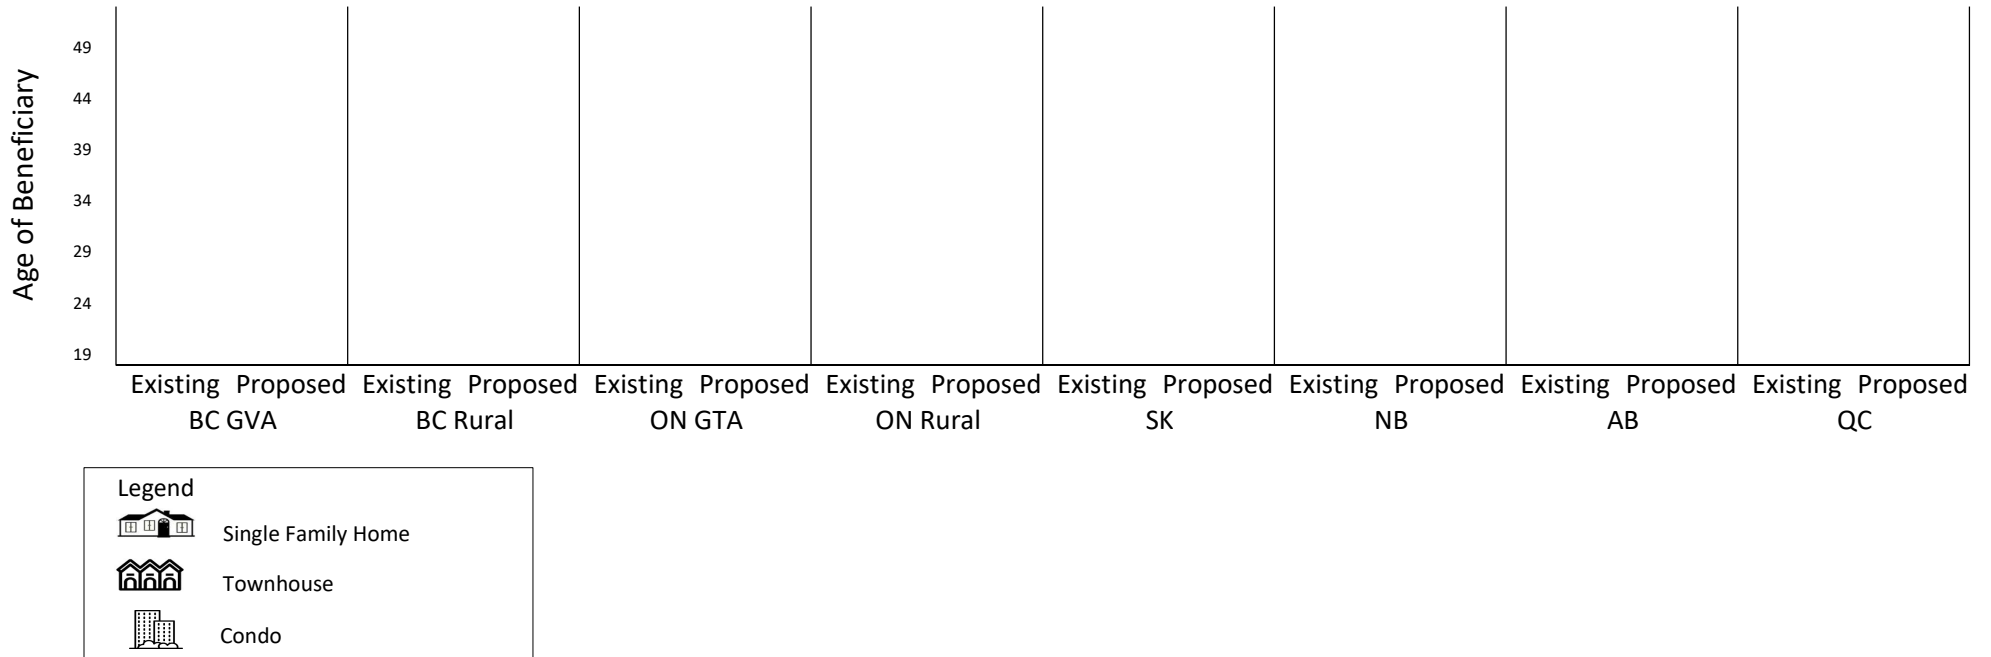 Age of Beneficiary
49
44
39
34
29
24
19
Existing Proposed Existing Proposed Existing Proposed Existing Proposed Existing Proposed Existing Proposed Existing Proposed Existing Proposed
BC GVA BC Rural ON GTA ON Rural SK NB AB QC
Legend
Single Family Home
Townhouse
Condo